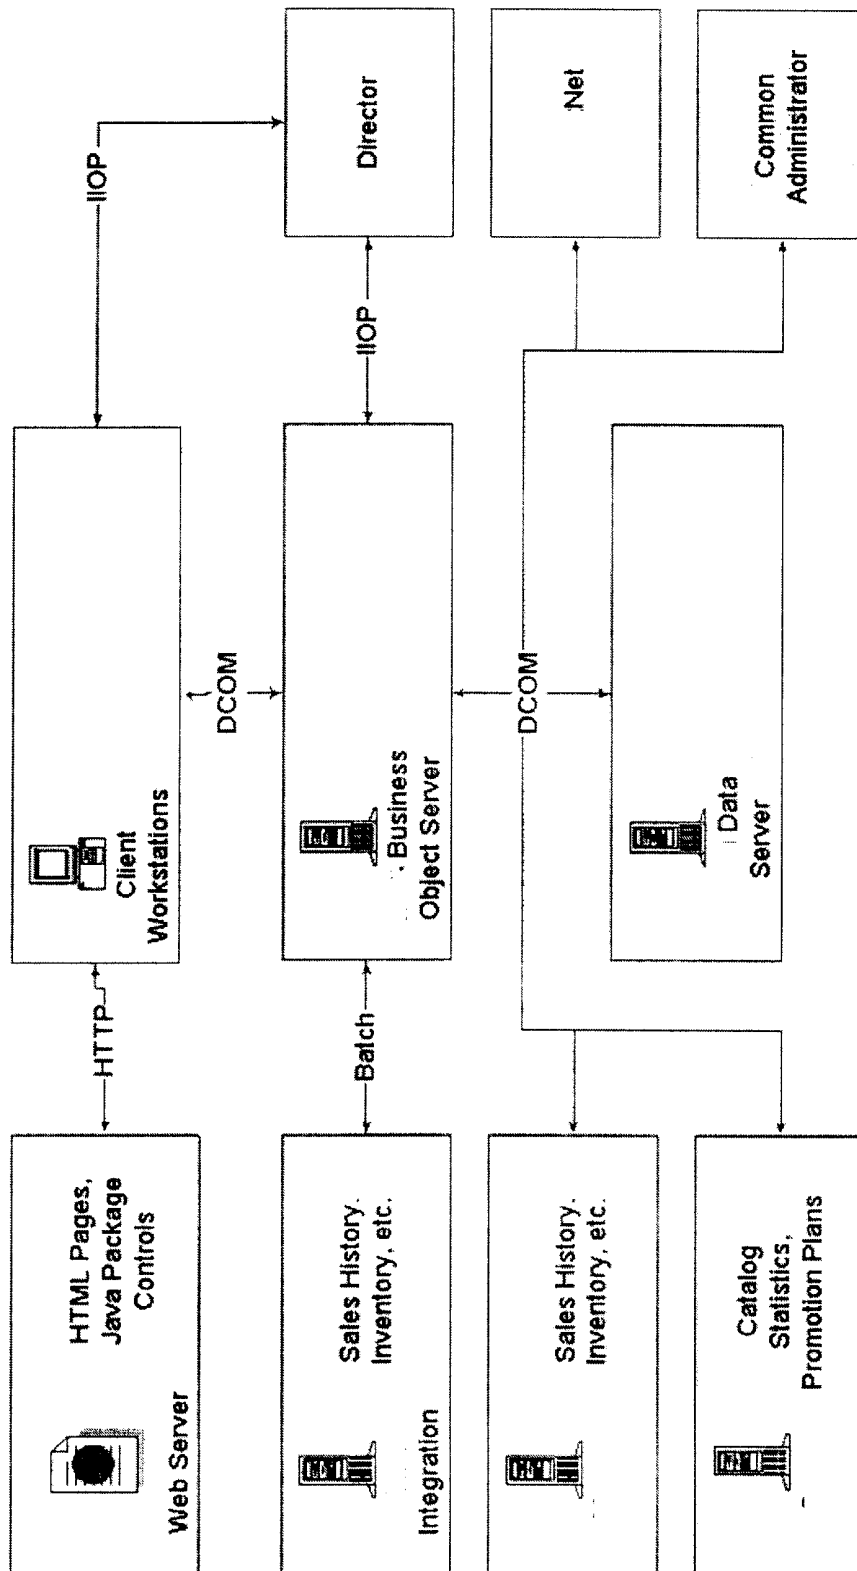 HTML Pages,
Java Package
Controls
Web Server
HTTP
Client
Workstations
IIOP
DCOM
Sales History.
Inventory, etc.
Integration
Batch
Business
Object Server
IIOP
Director
DCOM
Sales History.
Inventory, etc.
Data
Server
.Net
Catalog
Statistics,
Promotion Plans
Common
Administrator